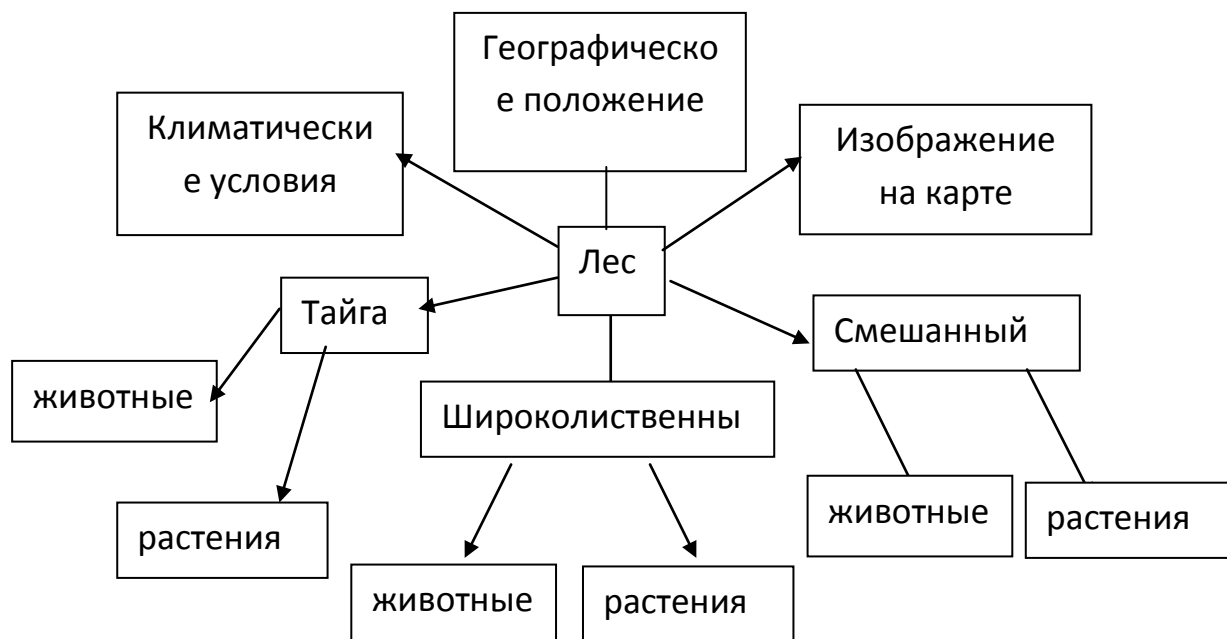 Географическо
е положение
Климатически
е условия
Изображение
на карте
Лес
Тайга
Смешанный
животные
Широколиственны
растения
животные
растения
животные
растения